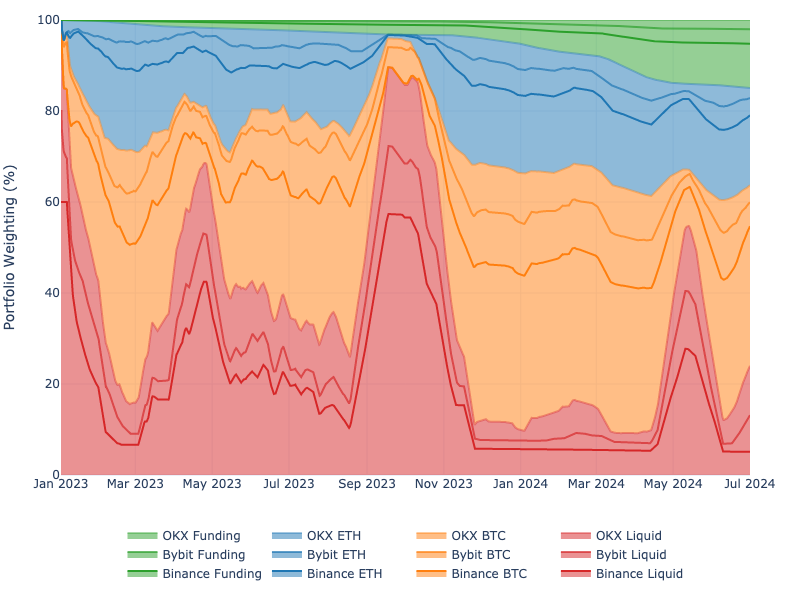 Portfolio Weighting (%)
100
80
60
40
20
0
Jan 2023 Mar 2023 May 2023 Jul 2023 Sep 2023 Nov 2023 Jan 2024 Mar 2024 May 2024 Jul 2024
OKX Funding OKX ETH OKX BTC OKX Liquid
Bybit Funding Bybit ETH Bybit BTC Bybit Liquid
Binance Funding Binance ETH Binance BTC Binance Liquid